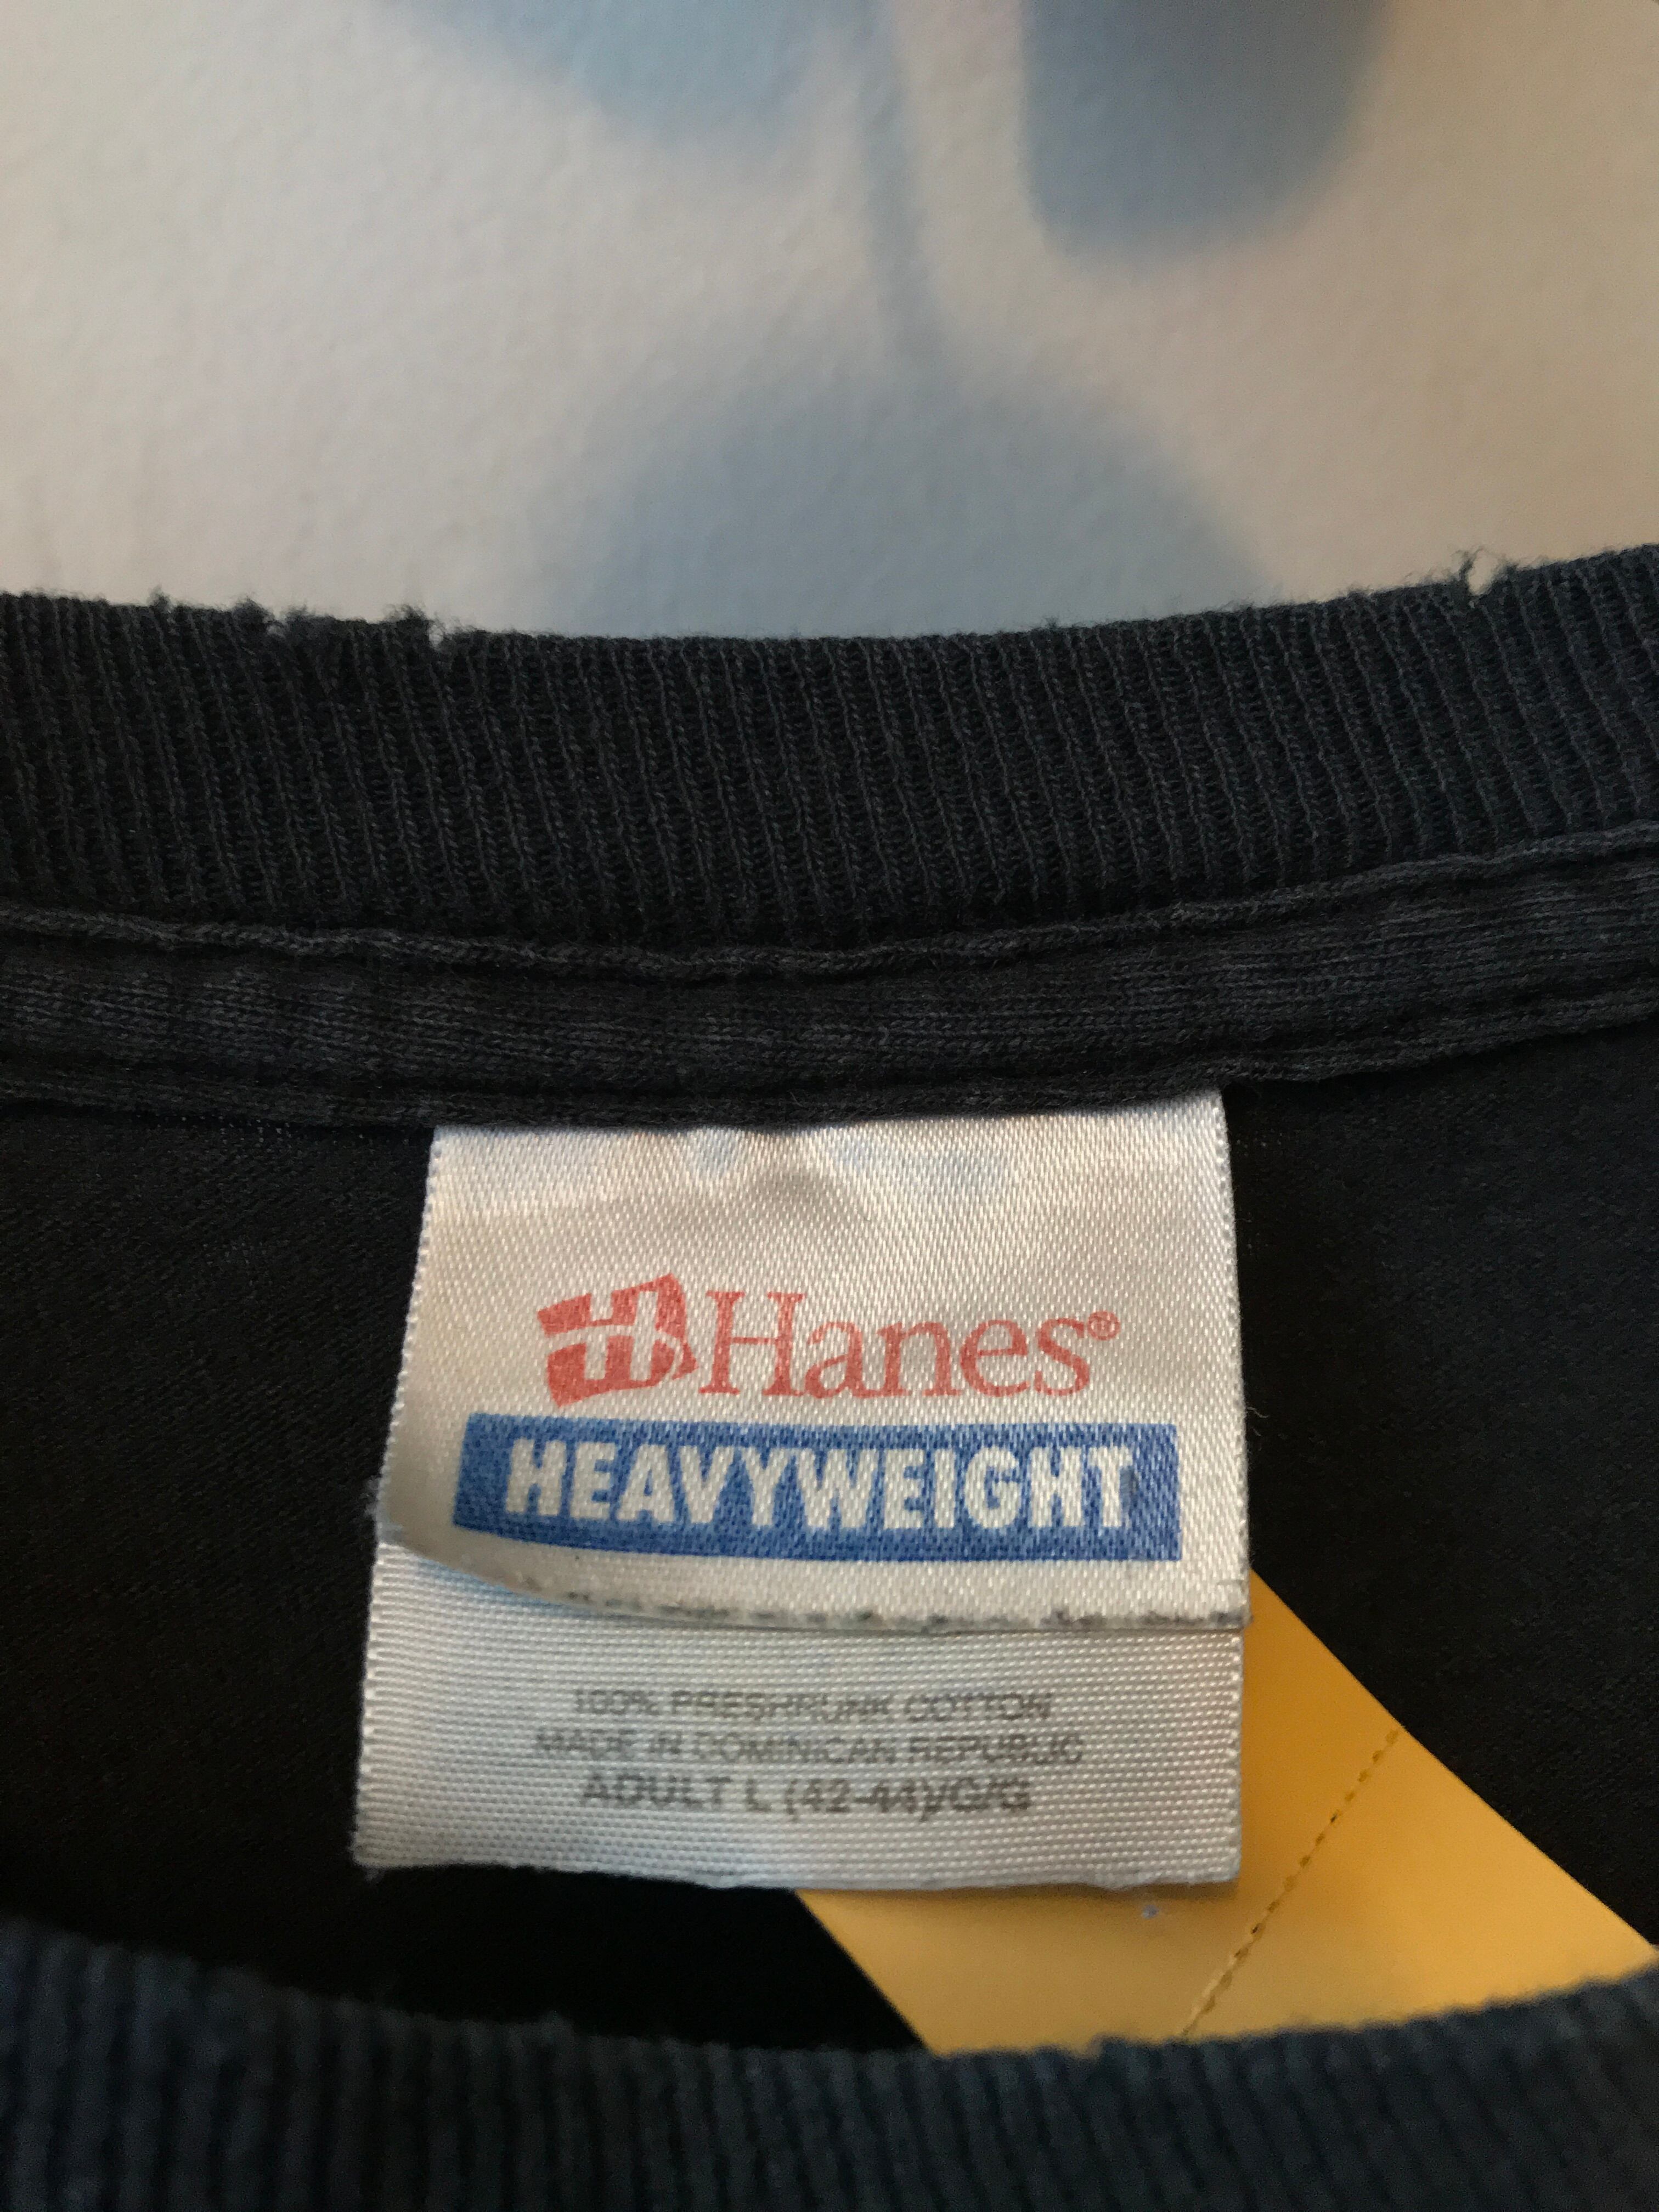 Hanes®
HEAVYWEIGHT
100% PRESHRUNK COTTON
MADE IN DOMINICAN REPUBLIC
ADULT L (42-44)/G/G